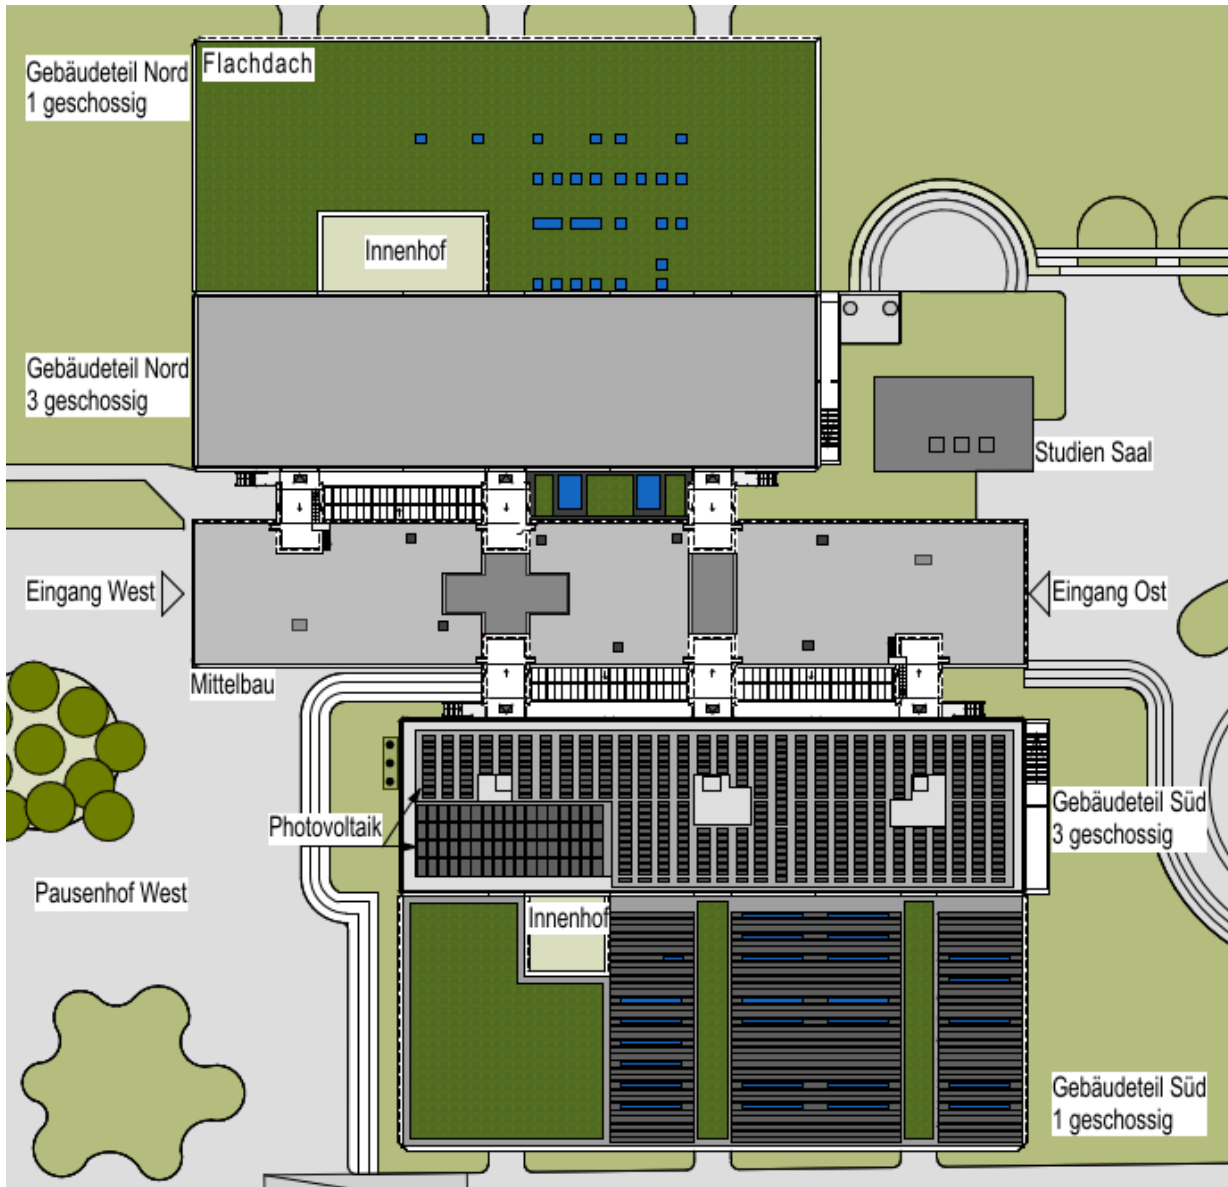 Gebäudeteil Nord
1 geschossig
Flachdach
Innenhof
Gebäudeteil Nord
3 geschossig
Studien Saal
Eingang West
Eingang Ost
Mittelbau
Photovoltaik
Gebäudeteil Süd
3 geschossig
Pausenhof West
Innenhof
Gebäudeteil Süd
1 geschossig